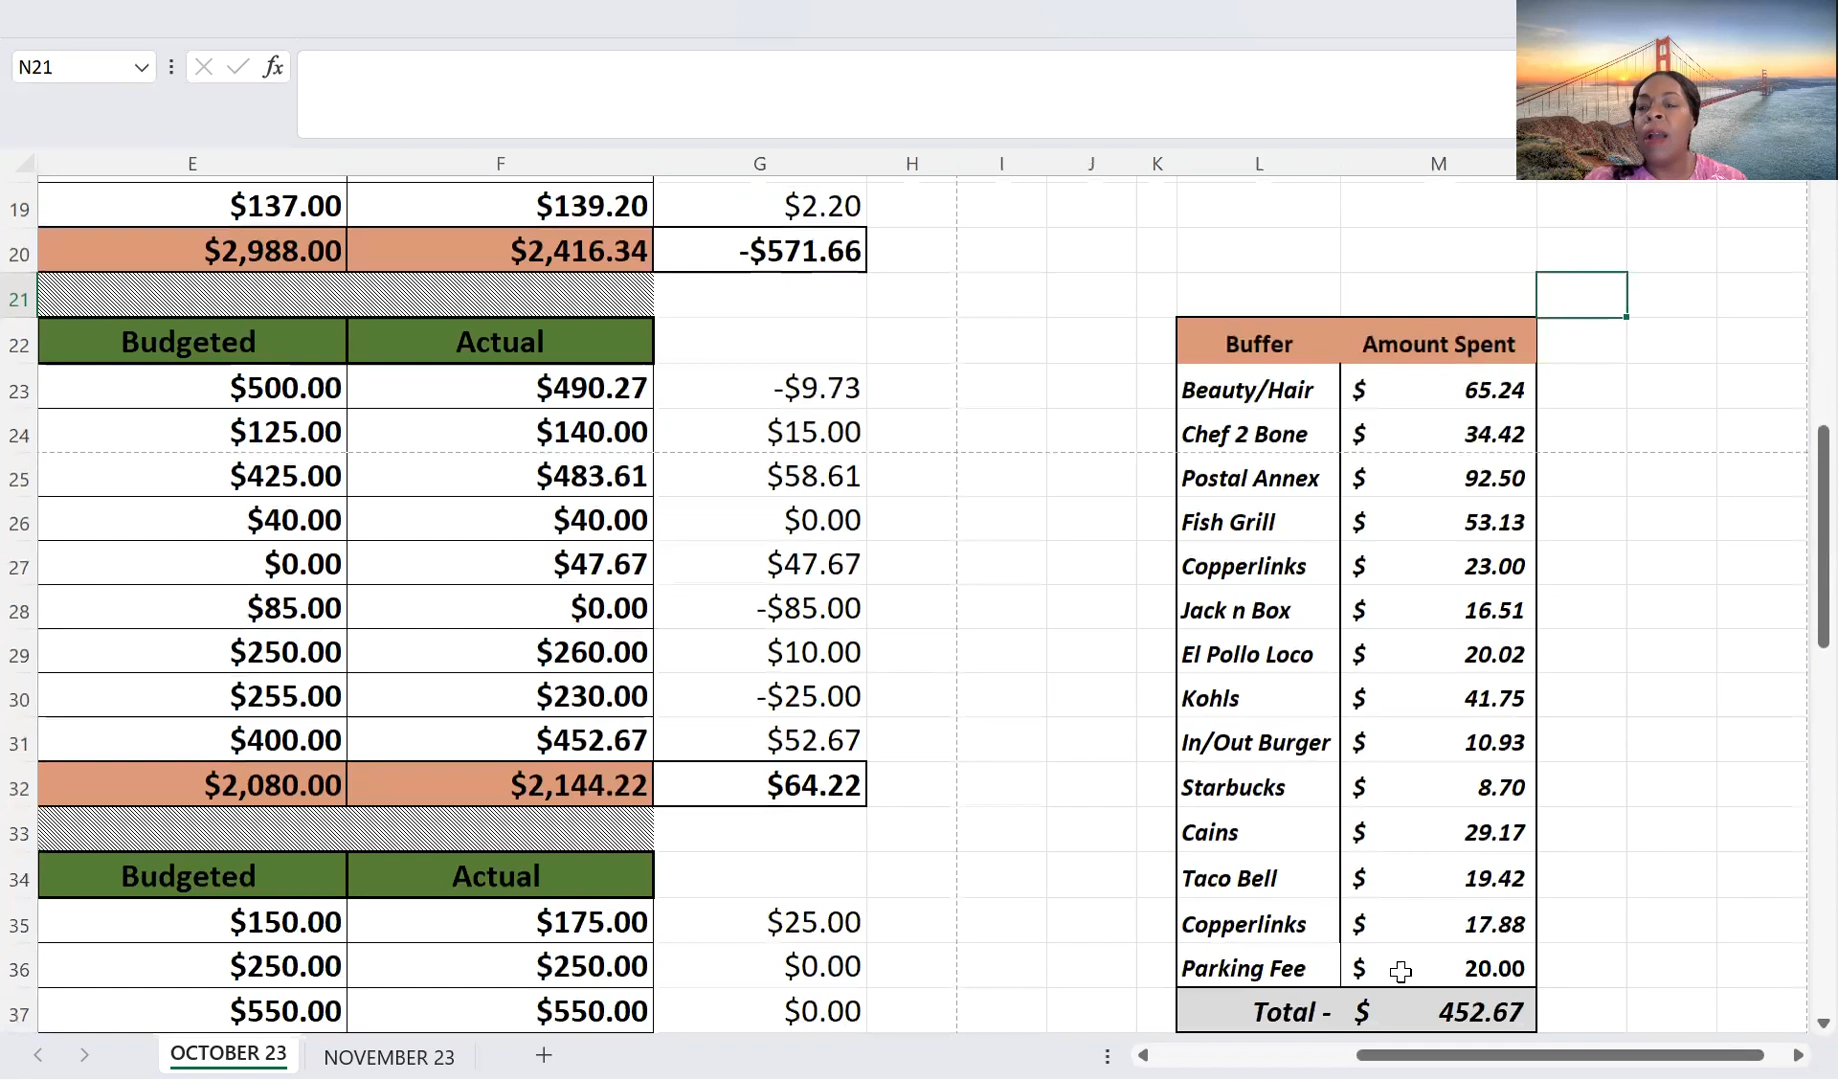 N21
fx
E F G H I J K L M
19 $137.00 $139.20 $2.20
20 $2,988.00 $2,416.34 -$571.66
21
22 Budgeted Actual Buffer Amount Spent
23 $500.00 $490.27 -$9.73 Beauty/Hair $ 65.24
24 $125.00 $140.00 $15.00 Chef 2 Bone $ 34.42
25 $425.00 $483.61 $58.61 Postal Annex $ 92.50
26 $40.00 $40.00 $0.00 Fish Grill $ 53.13
27 $0.00 $47.67 $47.67 Copperlinks $ 23.00
28 $85.00 $0.00 -$85.00 Jack n Box $ 16.51
29 $250.00 $260.00 $10.00 El Pollo Loco $ 20.02
30 $255.00 $230.00 -$25.00 Kohls $ 41.75
31 $400.00 $452.67 $52.67 In/Out Burger $ 10.93
32 $2,080.00 $2,144.22 $64.22 Starbucks $ 8.70
33 Cains $ 29.17
34 Budgeted Actual Taco Bell $ 19.42
35 $150.00 $175.00 $25.00 Copperlinks $ 17.88
36 $250.00 $250.00 $0.00 Parking Fee $ 20.00
37 $550.00 $550.00 $0.00 Total - $ 452.67
OCTOBER 23 NOVEMBER 23